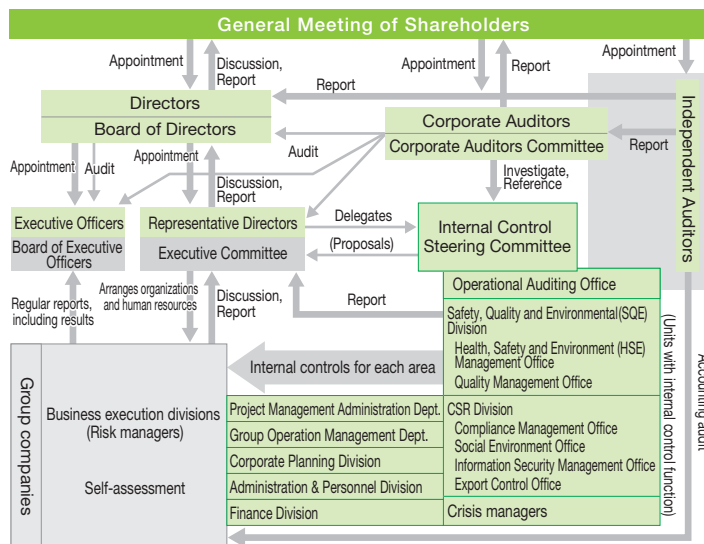 General Meeting of Shareholders
Appointment
Discussion,
Report
Appointment
Report
Appointment
Report
Directors
Board of Directors
Corporate Auditors
Corporate Auditors Committee
Report
Independent Auditors
Appointment
Audit
Appointment
Audit
Discussion,
Report
Investigate,
Reference
Executive Officers
Board of Executive
Officers
Representative Directors
Executive Committee
Delegates
(Proposals)
Internal Control
Steering Committee
Regular reports,
including results
Arranges organizations
and human resources
Discussion,
Report
Report
Operational Auditing Office
Safety, Quality and Environmental(SQE)
Division
Health, Safety and Environment (HSE)
Management Office
Quality Management Office
(Units with internal control function)
Accounting audit
Internal controls for each area
Group companies
Business execution divisions
(Risk managers)
Self-assessment
Project Management Administration Dept.
Group Operation Management Dept.
Corporate Planning Division
Administration & Personnel Division
Finance Division
CSR Division
Compliance Management Office
Social Environment Office
Information Security Management Office
Export Control Office
Crisis managers